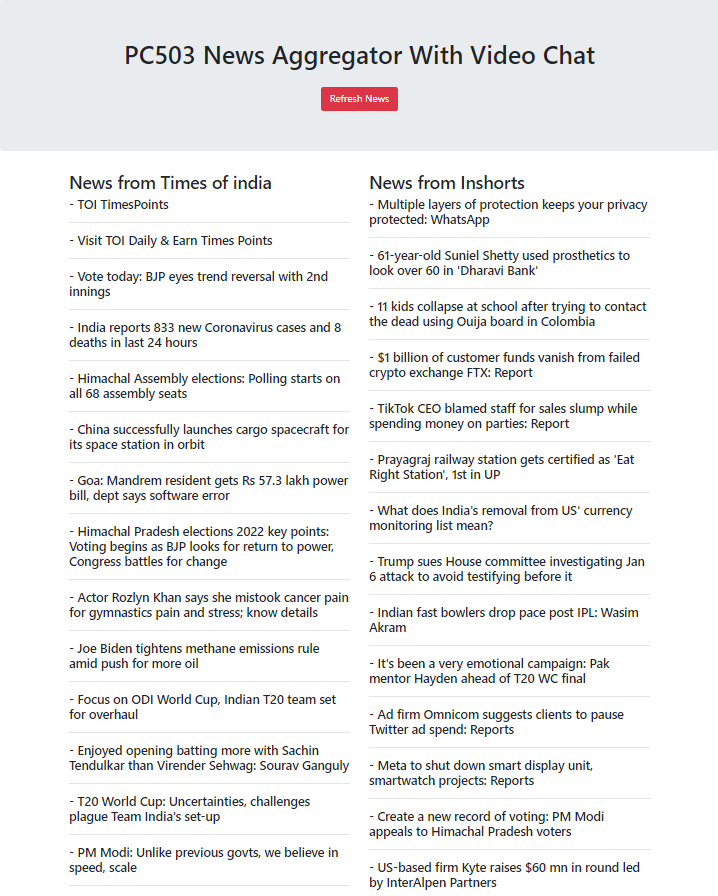 PC503 News Aggregator With Video Chat
Refresh News
News from Times of india
- TOI TimesPoints
- Visit TOI Daily & Earn Times Points
- Vote today: BJP eyes trend reversal with 2nd
innings
- India reports 833 new Coronavirus cases and 8
deaths in last 24 hours
- Himachal Assembly elections: Polling starts on
all 68 assembly seats
- China successfully launches cargo spacecraft for
its space station in orbit
- Goa: Mandrem resident gets Rs 57.3 lakh power
bill, dept says software error
- Himachal Pradesh elections 2022 key points:
Voting begins as BJP looks for return to power,
Congress battles for change
- Actor Rozlyn Khan says she mistook cancer pain
for gymnastics pain and stress; know details
- Joe Biden tightens methane emissions rule
amid push for more oil
- Focus on ODI World Cup, Indian T20 team set
for overhaul
- Enjoyed opening batting more with Sachin
Tendulkar than Virender Sehwag: Sourav Ganguly
- T20 World Cup: Uncertainties, challenges
plague Team India's set-up
- PM Modi: Unlike previous govts, we believe in
speed, scale
News from Inshorts
- Multiple layers of protection keeps your privacy
protected: WhatsApp
- 61-year-old Suniel Shetty used prosthetics to
look over 60 in 'Dharavi Bank'
- 11 kids collapse at school after trying to contact
the dead using Ouija board in Colombia
- $1 billion of customer funds vanish from failed
crypto exchange FTX: Report
- TikTok CEO blamed staff for sales slump while
spending money on parties: Report
- Prayagraj railway station gets certified as 'Eat
Right Station', 1st in UP
- What does India's removal from US' currency
monitoring list mean?
- Trump sues House committee investigating Jan
6 attack to avoid testifying before it
- Indian fast bowlers drop pace post IPL: Wasim
Akram
- It's been a very emotional campaign: Pak
mentor Hayden ahead of T20 WC final
- Ad firm Omnicom suggests clients to pause
Twitter ad spend: Reports
- Meta to shut down smart display unit,
smartwatch projects: Reports
- Create a new record of voting: PM Modi
appeals to Himachal Pradesh voters
- US-based firm Kyte raises $60 mn in round led
by InterAlpen Partners